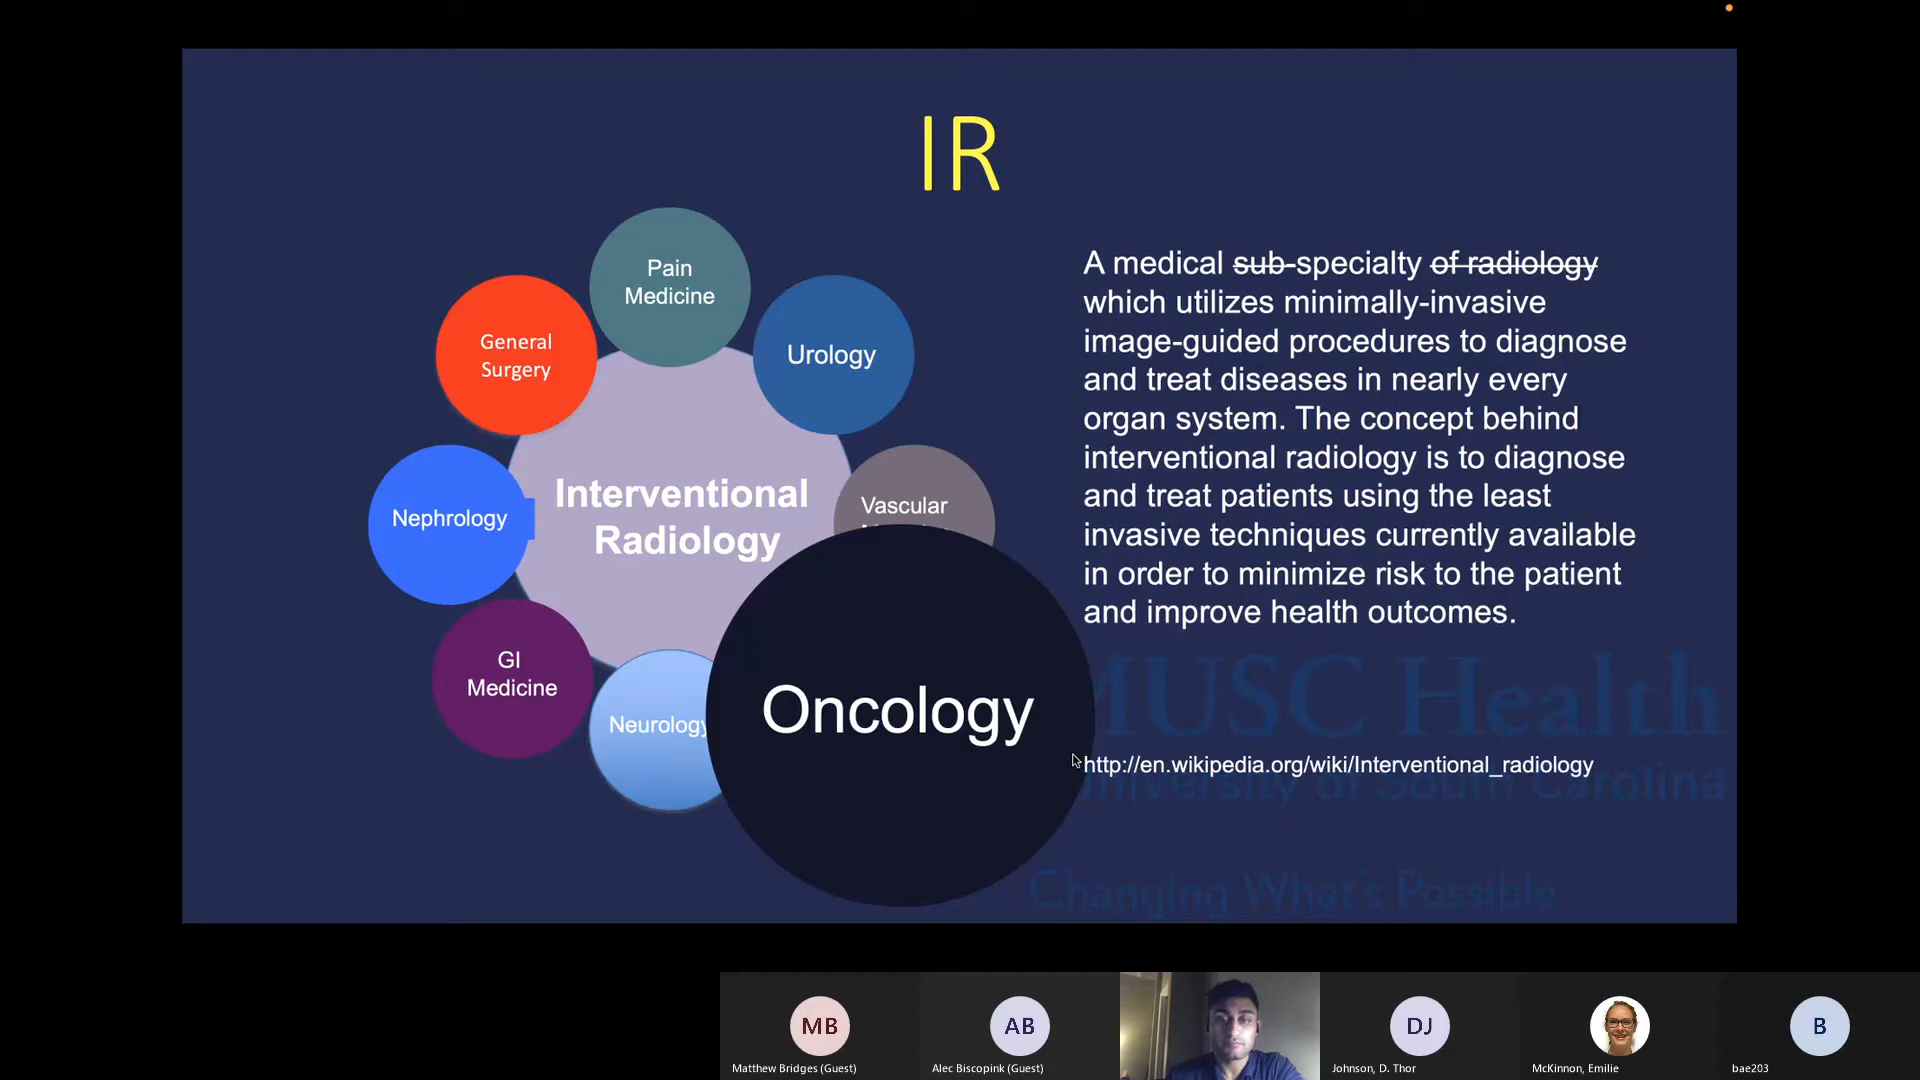 IR
Pain
Medicine
General
Surgery
Urology
Nephrology
Interventional
Radiology
Vascular
GI
Medicine
Neurology
Oncology
A medical sub-specialty of radiology
which utilizes minimally-invasive
image-guided procedures to diagnose
and treat diseases in nearly every
organ system. The concept behind
interventional radiology is to diagnose
and treat patients using the least
invasive techniques currently available
in order to minimize risk to the patient
and improve health outcomes.
MUSC Health
http://en.wikipedia.org/wiki/Interventional_radiology
University of South Carolina
Changing What's Possible
MB
Matthew Bridges (Guest)
AB
Alec Biscopink (Guest)
DJ
Johnson, D. Thor
McKinnon, Emilie
B
bae203